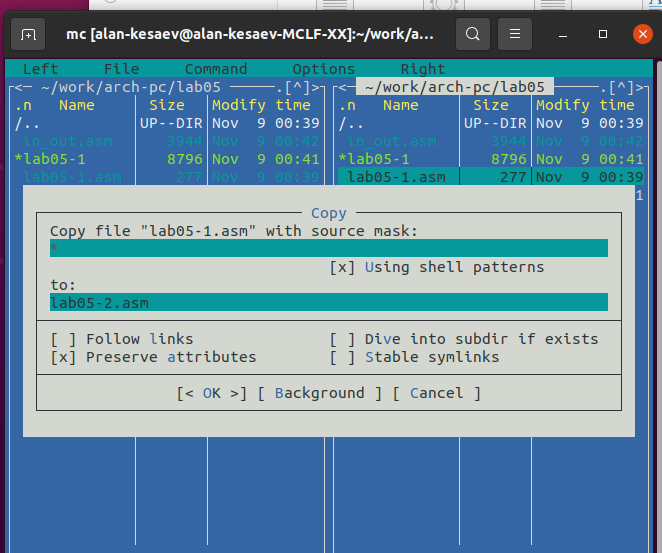 mc [alan-kesaev@alan-kesaev-MCLF-XX]:~/work/a...
Left File Command Options Right
<— ~/work/arch-pc/lab05 .[^]> <— ~/work/arch-pc/lab05 .[^]>
.n Name Size Modify time .n Name Size Modify time
/.. UP--DIR Nov 9 00:39 /.. UP--DIR Nov 9 00:39
in_out.asm 3944 Nov 9 00:42 in_out.asm 3944 Nov 9 00:42
*lab05-1 8796 Nov 9 00:41 *lab05-1 8796 Nov 9 00:41
lab05-1.asm 277 Nov 9 00:39 lab05-1.asm 277 Nov 9 00:39
1
Copy
Copy file "lab05-1.asm" with source mask:
*
[x] Using shell patterns
to:
lab05-2.asm
[ ] Follow links [ ] Dive into subdir if exists
[x] Preserve attributes [ ] Stable symlinks
[< OK >] [ Background ] [ Cancel ]